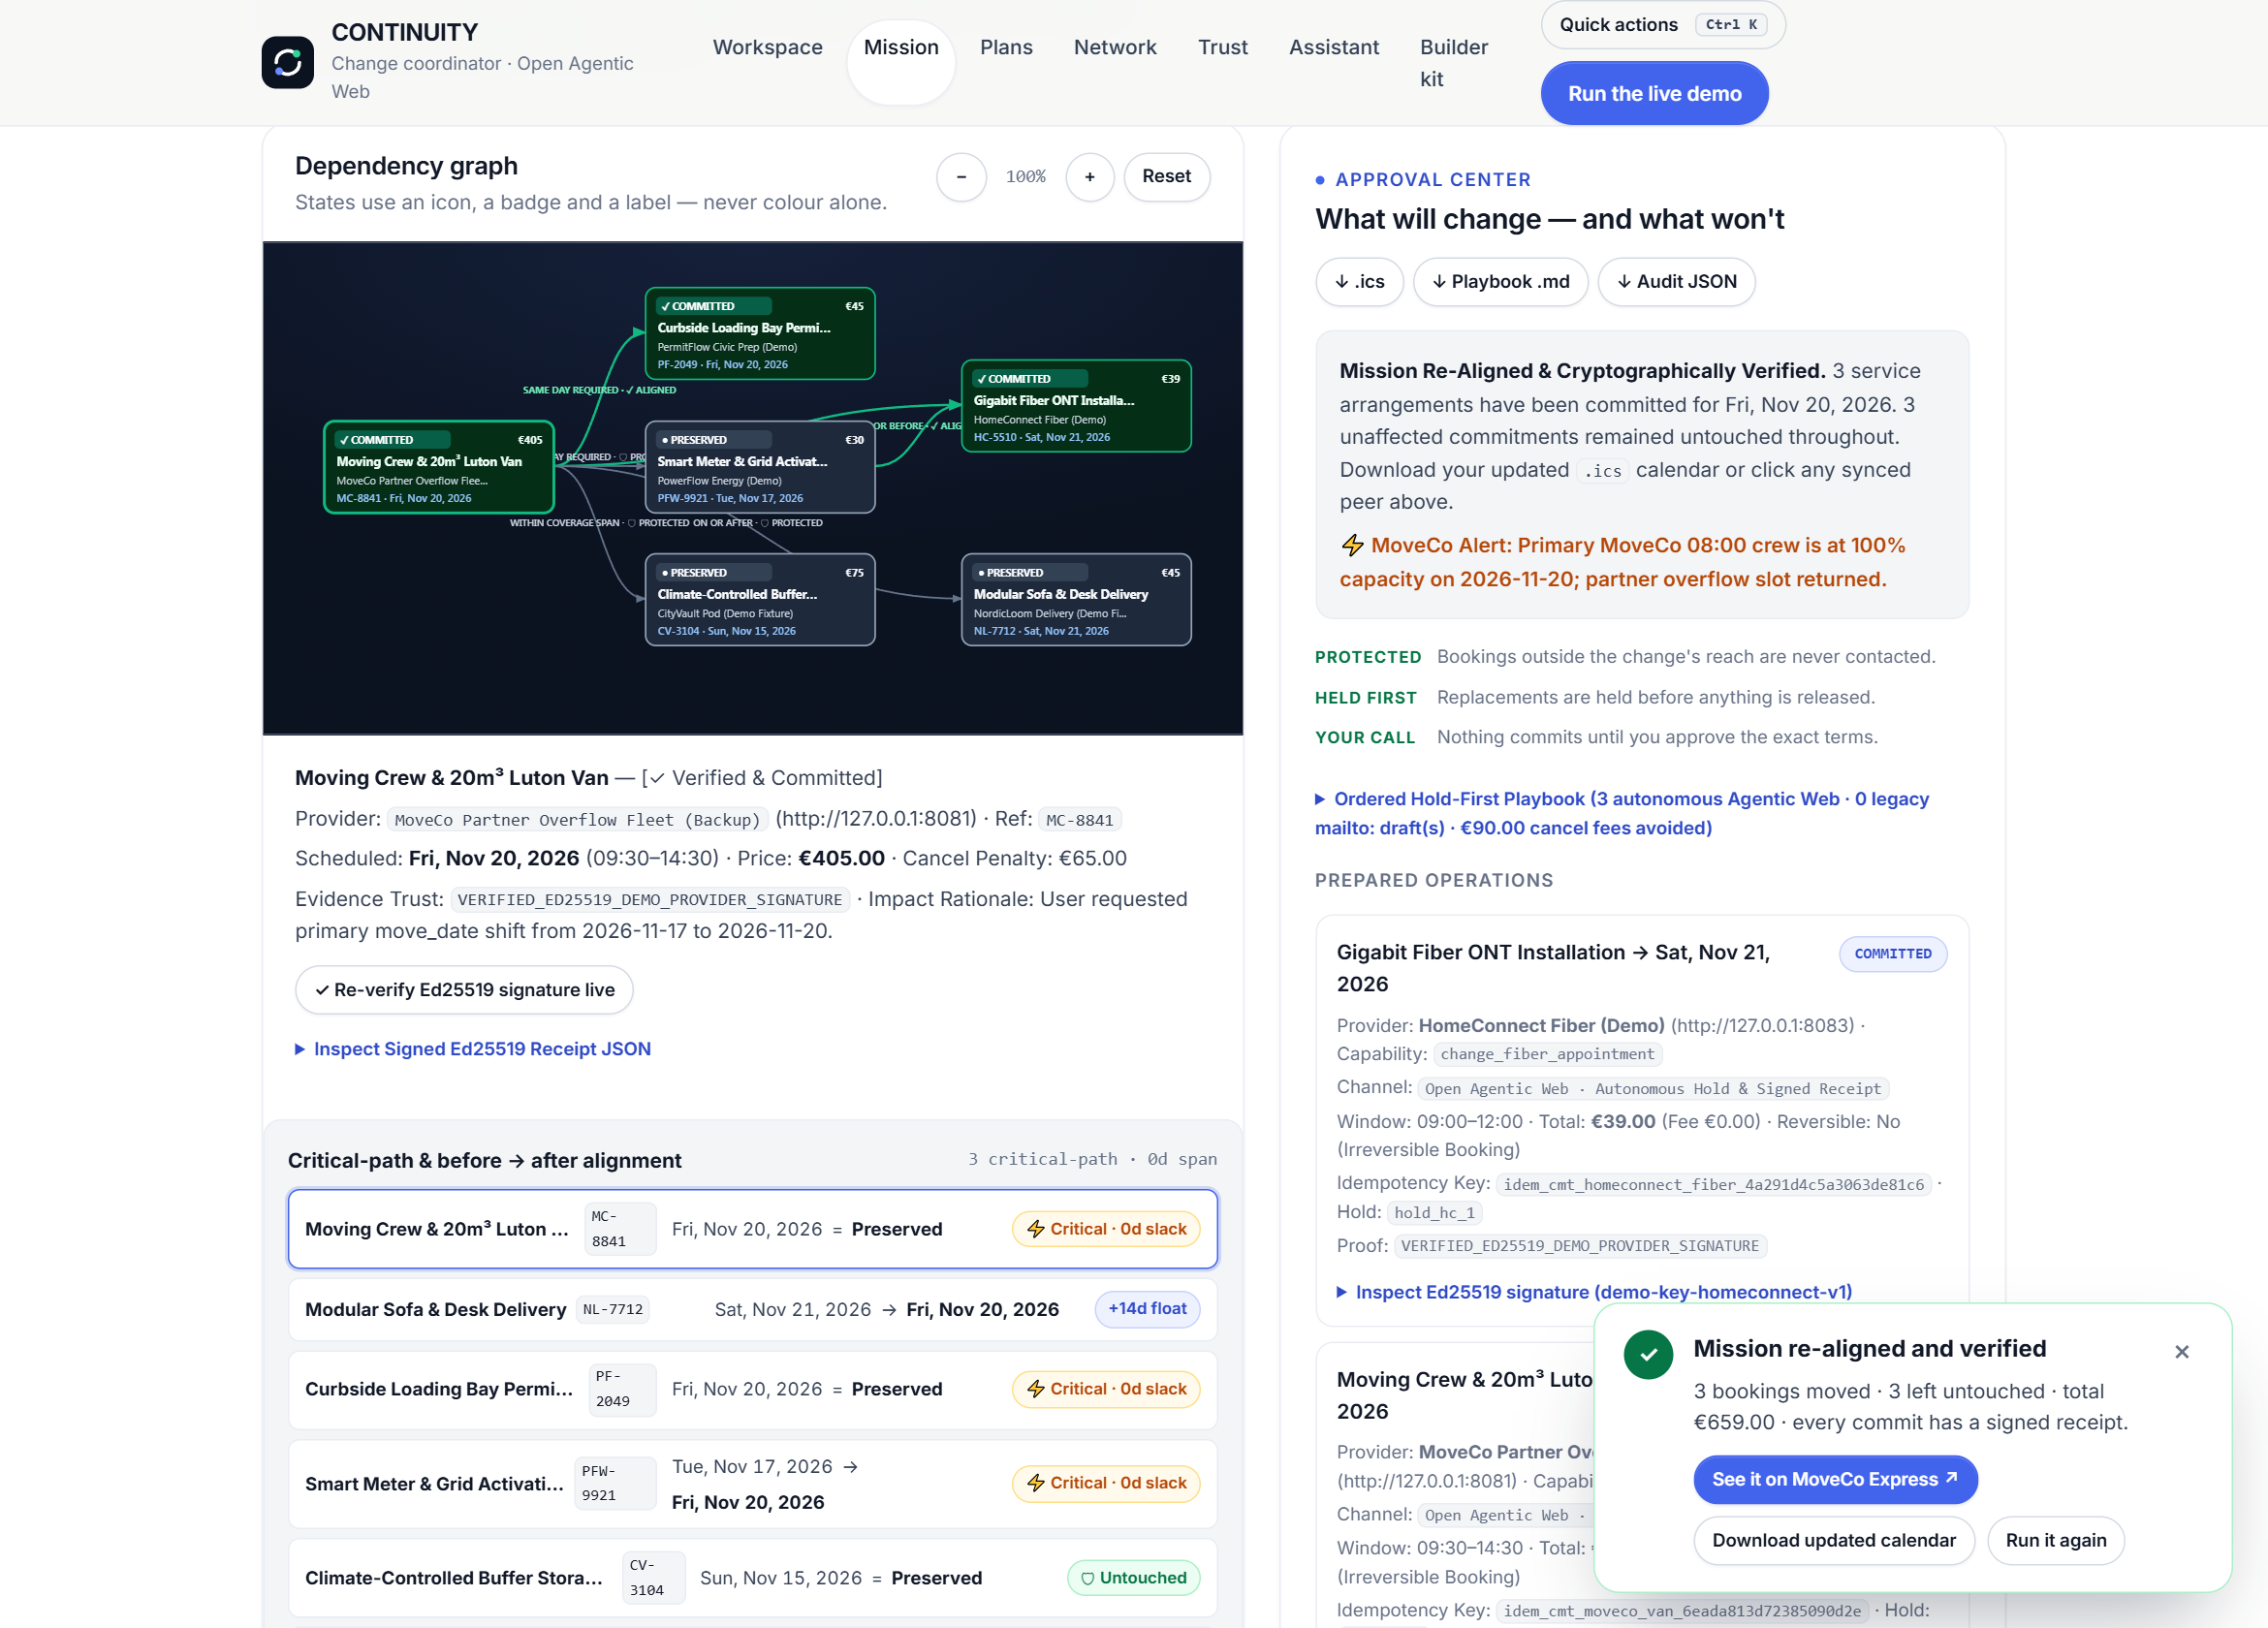 CONTINUITY
Change coordinator · Open Agentic
Web
Workspace
Mission
Plans
Network
Trust
Assistant
Builder
kit
Quick actions Ctrl K
Run the live demo
Dependency graph
States use an icon, a badge and a label — never colour alone.
− 100% + Reset
✓ COMMITTED €45
Curbside Loading Bay Permi...
PermitFlow Civic Prep (Demo)
PF-2049 · Fri, Nov 20, 2026
SAME DAY REQUIRED · ✓ ALIGNED
✓ COMMITTED €39
Gigabit Fiber ONT Installa...
HomeConnect Fiber (Demo)
HC-5510 · Sat, Nov 21, 2026
OR BEFORE · ✓ ALIG
✓ COMMITTED €405
Moving Crew & 20m³ Luton Van
MoveCo Partner Overflow Flee...
MC-8841 · Fri, Nov 20, 2026
AY REQUIRED · PRO
● PRESERVED €30
Smart Meter & Grid Activat...
PowerFlow Energy (Demo)
PFW-9921 · Tue, Nov 17, 2026
WITHIN COVERAGE SPAN · PROTECTED ON OR AFTER · PROTECTED
● PRESERVED €75
Climate-Controlled Buffer...
CityVault Pod (Demo Fixture)
CV-3104 · Sun, Nov 15, 2026
● PRESERVED €45
Modular Sofa & Desk Delivery
NordicLoom Delivery (Demo Fi...
NL-7712 · Sat, Nov 21, 2026
Moving Crew & 20m³ Luton Van — [✓ Verified & Committed]
Provider: MoveCo Partner Overflow Fleet (Backup) (http://127.0.0.1:8081) · Ref: MC-8841
Scheduled: Fri, Nov 20, 2026 (09:30–14:30) · Price: €405.00 · Cancel Penalty: €65.00
Evidence Trust: VERIFIED_ED25519_DEMO_PROVIDER_SIGNATURE · Impact Rationale: User requested
primary move_date shift from 2026-11-17 to 2026-11-20.
✓ Re-verify Ed25519 signature live
▶ Inspect Signed Ed25519 Receipt JSON
Critical-path & before → after alignment 3 critical-path · 0d span
Moving Crew & 20m³ Luton ... MC-
8841 Fri, Nov 20, 2026 = Preserved ⚡ Critical · 0d slack
Modular Sofa & Desk Delivery NL-7712 Sat, Nov 21, 2026 → Fri, Nov 20, 2026 +14d float
Curbside Loading Bay Permi... PF-
2049 Fri, Nov 20, 2026 = Preserved ⚡ Critical · 0d slack
Smart Meter & Grid Activati... PFW-
9921 Tue, Nov 17, 2026 →
Fri, Nov 20, 2026 ⚡ Critical · 0d slack
Climate-Controlled Buffer Stora... CV-
3104 Sun, Nov 15, 2026 = Preserved Untouched
● APPROVAL CENTER
What will change — and what won't
↓ .ics ↓ Playbook .md ↓ Audit JSON
Mission Re-Aligned & Cryptographically Verified. 3 service
arrangements have been committed for Fri, Nov 20, 2026. 3
unaffected commitments remained untouched throughout.
Download your updated .ics calendar or click any synced
peer above.
⚡ MoveCo Alert: Primary MoveCo 08:00 crew is at 100%
capacity on 2026-11-20; partner overflow slot returned.
PROTECTED Bookings outside the change's reach are never contacted.
HELD FIRST Replacements are held before anything is released.
YOUR CALL Nothing commits until you approve the exact terms.
▶ Ordered Hold-First Playbook (3 autonomous Agentic Web · 0 legacy
mailto: draft(s) · €90.00 cancel fees avoided)
PREPARED OPERATIONS
Gigabit Fiber ONT Installation → Sat, Nov 21,
2026
COMMITTED
Provider: HomeConnect Fiber (Demo) (http://127.0.0.1:8083) ·
Capability: change_fiber_appointment
Channel: Open Agentic Web · Autonomous Hold & Signed Receipt
Window: 09:00–12:00 · Total: €39.00 (Fee €0.00) · Reversible: No
(Irreversible Booking)
Idempotency Key: idem_cmt_homeconnect_fiber_4a291d4c5a3063de81c6 ·
Hold: hold_hc_1
Proof: VERIFIED_ED25519_DEMO_PROVIDER_SIGNATURE
▶ Inspect Ed25519 signature (demo-key-homeconnect-v1)
Moving Crew & 20m³ Luto
2026
Provider: MoveCo Partner Ov
(http://127.0.0.1:8081) · Capabi
Channel: Open Agentic Web ·
Window: 09:30–14:30 · Total:
(Irreversible Booking)
Idempotency Key: idem_cmt_moveco_van_6eada813d72385090d2e · Hold:
Mission re-aligned and verified ✕
3 bookings moved · 3 left untouched · total
€659.00 · every commit has a signed receipt.
See it on MoveCo Express ↗
Download updated calendar Run it again